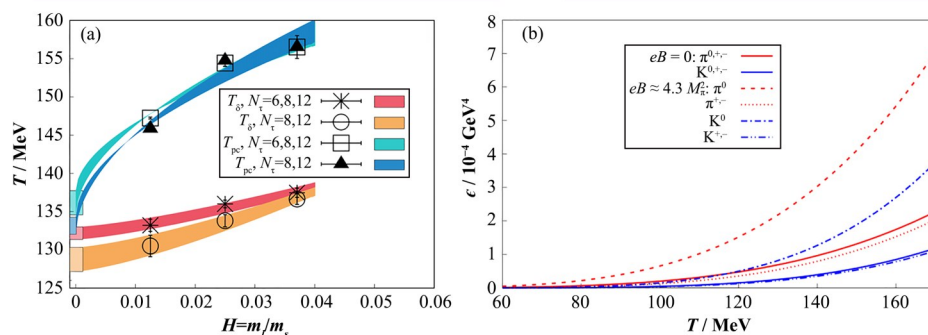 (a)
160
155
150
145
140
135
130
125
T / MeV
T_δ, N_τ=6,8,12
T_δ, N_τ=8,12
T_pc, N_τ=6,8,12
T_pc, N_τ=8,12
0 0.01 0.02 0.03 0.04 0.05 0.06
H=m_l/m_s
(b)
8
7
6
5
4
3
2
1
0
ϵ / 10⁻⁴ GeV⁴
eB = 0: π⁰,⁺,⁻
K⁰,⁺,⁻
eB ≈ 4.3 M_π²: π⁰
π⁺,⁻
K⁰
K⁺,⁻
60 80 100 120 140 160
T / MeV